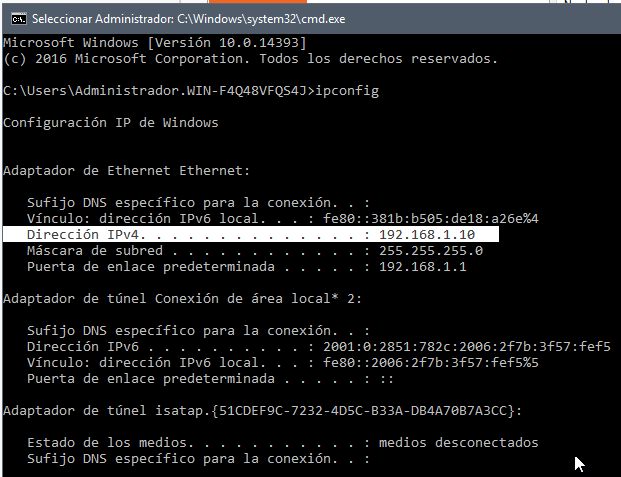 Seleccionar Administrador: C:\Windows\system32\cmd.exe
Microsoft Windows [Versión 10.0.14393]
(c) 2016 Microsoft Corporation. Todos los derechos reservados.
C:\Users\Administrador.WIN-F4Q48VFQS4J>ipconfig
Configuración IP de Windows
Adaptador de Ethernet Ethernet:
Sufijo DNS específico para la conexión. . :
Vínculo: dirección IPv6 local. . . : fe80::381b:b505:de18:a26e%4
Dirección IPv4. . . . . . . . . . . . . . : 192.168.1.10
Máscara de subred . . . . . . . . . . . . : 255.255.255.0
Puerta de enlace predeterminada . . . . . : 192.168.1.1
Adaptador de túnel Conexión de área local* 2:
Sufijo DNS específico para la conexión. . :
Dirección IPv6 . . . . . . . . . . : 2001:0:2851:782c:2006:2f7b:3f57:fef5
Vínculo: dirección IPv6 local. . . : fe80::2006:2f7b:3f57:fef5%5
Puerta de enlace predeterminada . . . . . : ::
Adaptador de túnel isatap.{51CDEF9C-7232-4D5C-B33A-DB4A70B7A3CC}:
Estado de los medios. . . . . . . . . . . : medios desconectados
Sufijo DNS específico para la conexión. . :